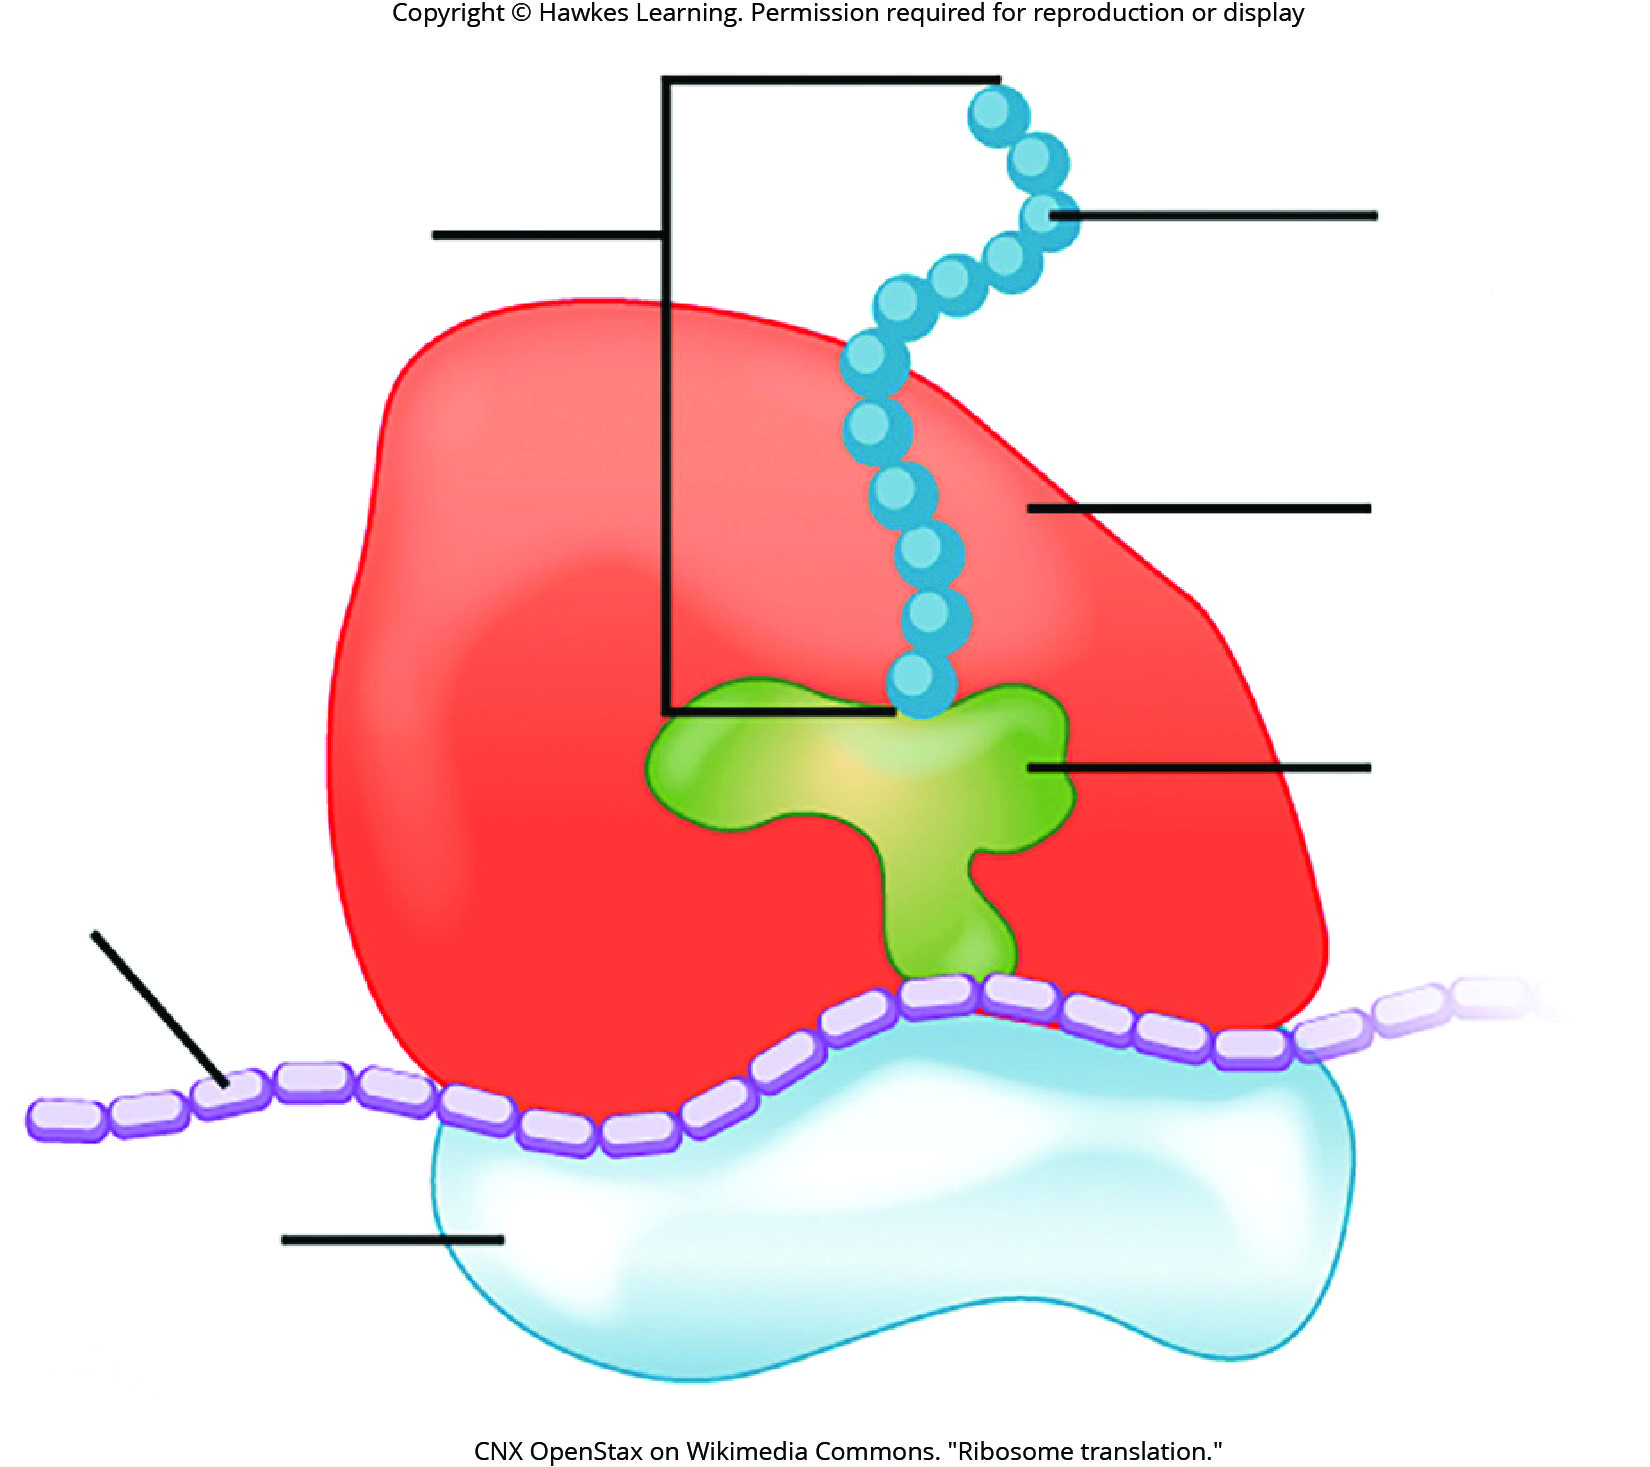 Copyright © Hawkes Learning. Permission required for reproduction or display
CNX OpenStax on Wikimedia Commons. "Ribosome translation."